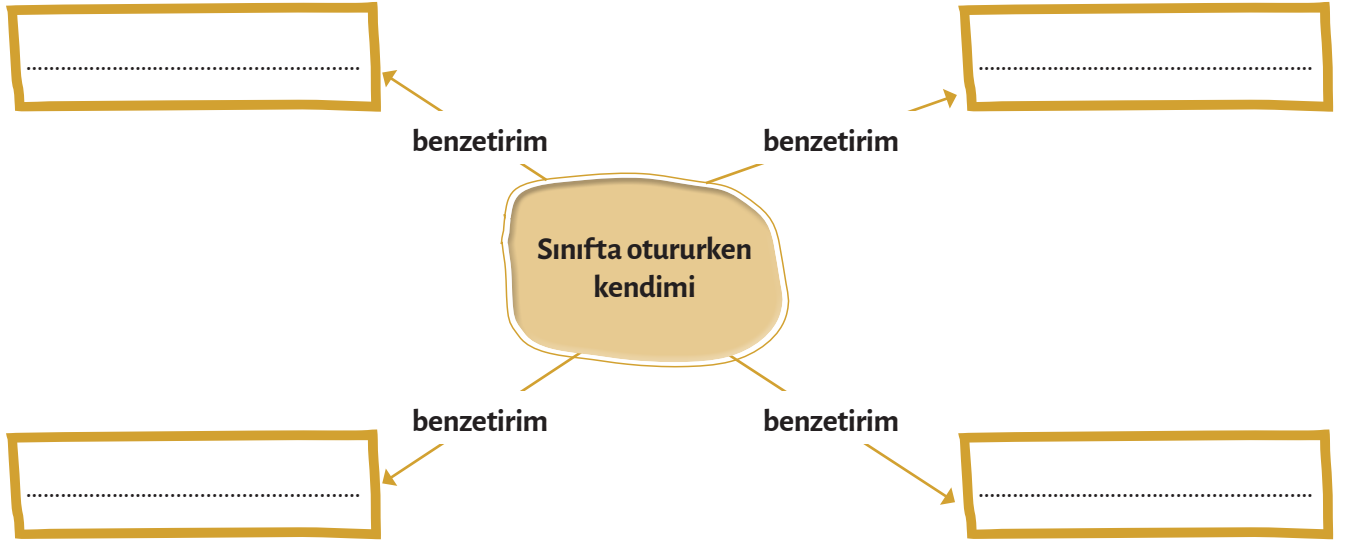 benzetirim
benzetirim
Sınıfta otururken
kendimi
benzetirim
benzetirim